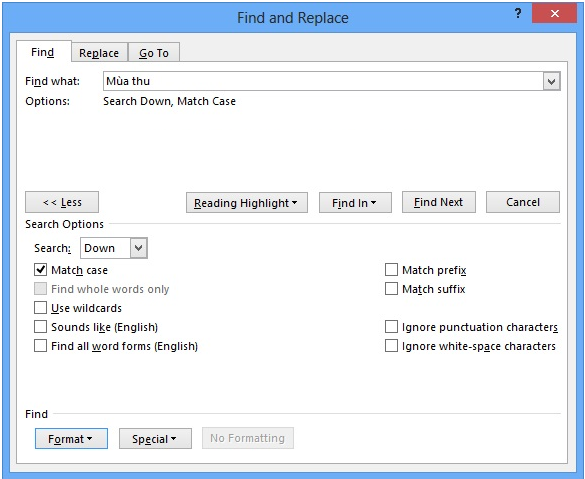 Find and Replace
?
Find Replace Go To
Find what: Mùa thu
Options: Search Down, Match Case
<< Less Reading Highlight Find In Find Next Cancel
Search Options
Search: Down
Match case Match prefix
Find whole words only Match suffix
Use wildcards
Sounds like (English) Ignore punctuation characters
Find all word forms (English) Ignore white-space characters
Find
Format Special No Formatting